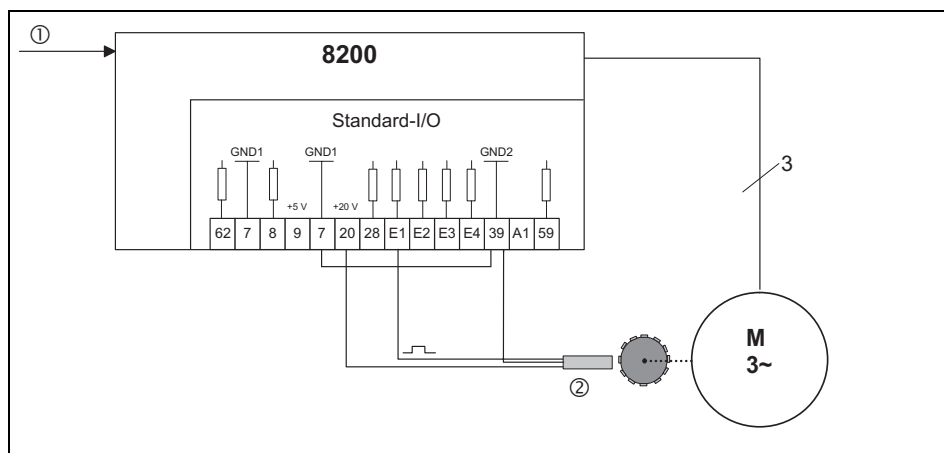 ①
8200
Standard-I/O
GND1 GND1 GND2
+5 V +20 V
62 7 8 9 7 20 28 E1 E2 E3 E4 39 A1 59
3
M
3~
②